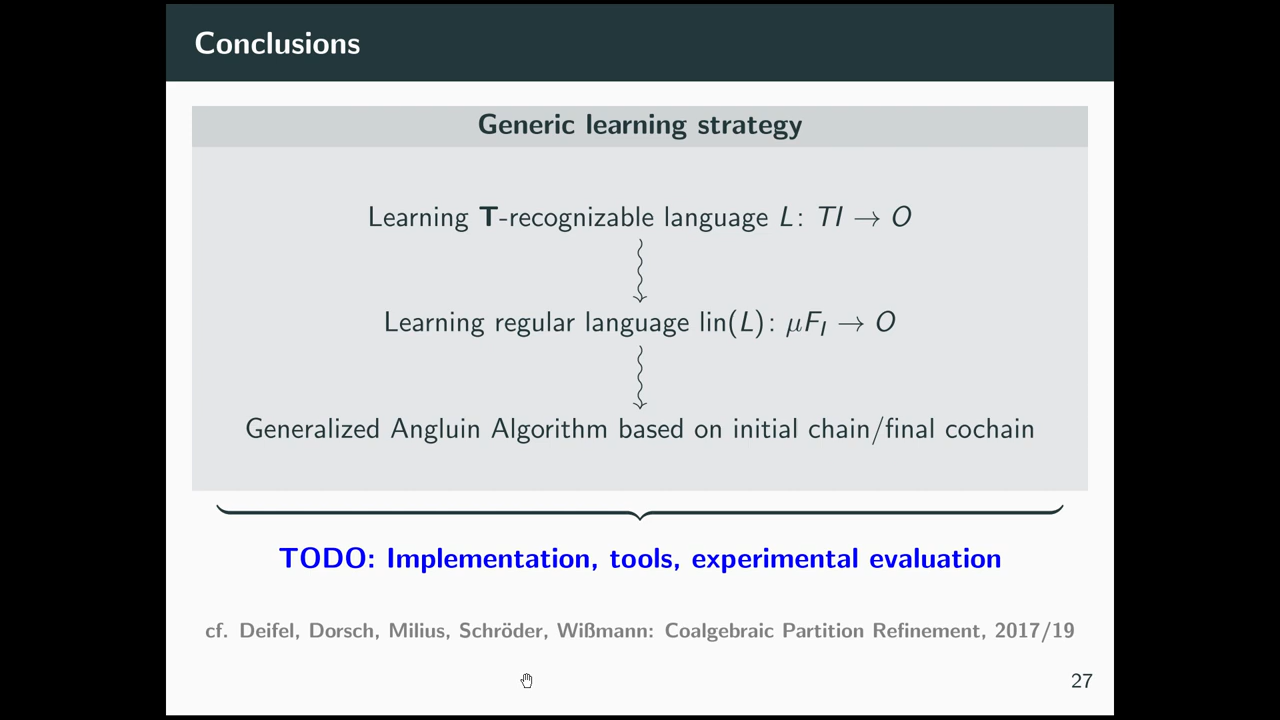 Conclusions
Generic learning strategy
Learning T-recognizable language L: TI → O
Learning regular language lin(L): μF_I → O
Generalized Angluin Algorithm based on initial chain/final cochain
TODO: Implementation, tools, experimental evaluation
cf. Deifel, Dorsch, Milius, Schröder, Wißmann: Coalgebraic Partition Refinement, 2017/19
27